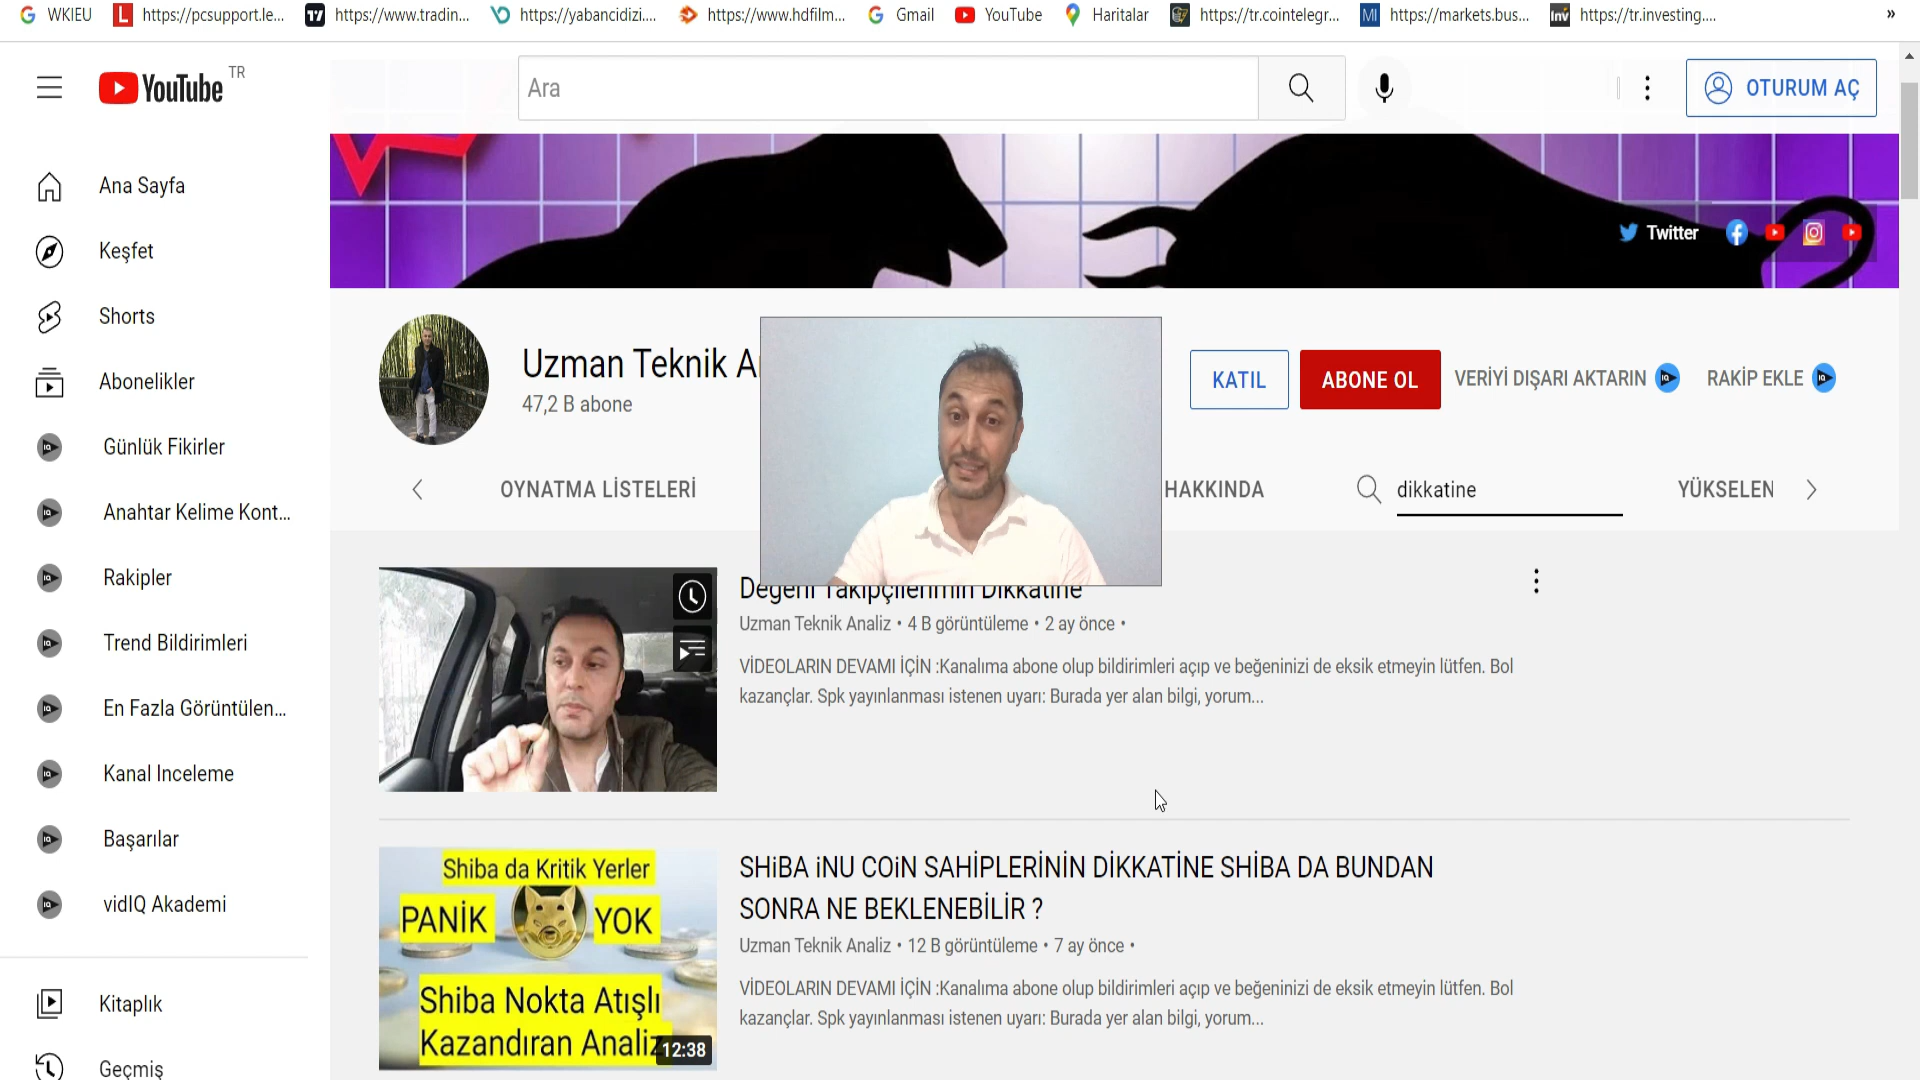 WKIEU
https://pcsupport.le...
https://www.tradin...
https://yabancidizi....
https://www.hdfilm...
Gmail
YouTube
Haritalar
https://tr.cointelegr...
https://markets.bus...
https://tr.investing....
»
YouTube TR
Ara
OTURUM AÇ
Ana Sayfa
Keşfet
Shorts
Abonelikler
Günlük Fikirler
Anahtar Kelime Kont...
Rakipler
Trend Bildirimleri
En Fazla Görüntülen...
Kanal Inceleme
Başarılar
vidIQ Akademi
Kitaplık
Geçmiş
Twitter
Uzman Teknik
47,2 B abone
KATIL
ABONE OL
VERİYİ DIŞARI AKTARIN
RAKİP EKLE
OYNATMA LİSTELERİ
HAKKINDA
dikkatine
YÜKSELEN
Değerli Takipçilerimin Dikkatine
Uzman Teknik Analiz • 4 B görüntüleme • 2 ay önce •
VİDEOLARIN DEVAMI İÇİN :Kanalıma abone olup bildirimleri açıp ve beğeninizi de eksik etmeyin lütfen. Bol
kazançlar. Spk yayınlanması istenen uyarı: Burada yer alan bilgi, yorum...
Shiba da Kritik Yerler
PANİK YOK
Shiba Nokta Atışlı
Kazandıran Analiz
12:38
SHiBA iNU COiN SAHİPLERİNİN DİKKATİNE SHİBA DA BUNDAN
SONRA NE BEKLENEBİLİR ?
Uzman Teknik Analiz • 12 B görüntüleme • 7 ay önce •
VİDEOLARIN DEVAMI İÇİN :Kanalıma abone olup bildirimleri açıp ve beğeninizi de eksik etmeyin lütfen. Bol
kazançlar. Spk yayınlanması istenen uyarı: Burada yer alan bilgi, yorum...